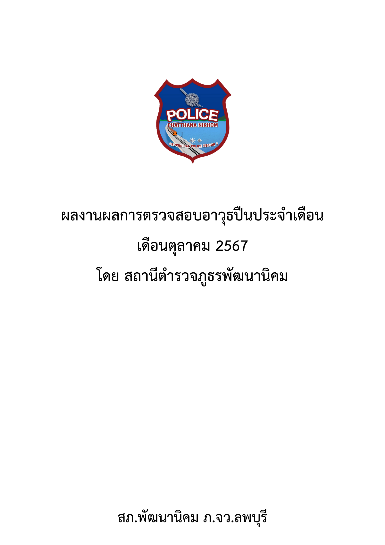 POLICE
ผลงานผลการตรวจสอบอาวุธปืนประจำเดือน
เดือนตุลาคม 2567
โดย สถานีตำรวจภูธรพัฒนานิคม
สภ.พัฒนานิคม ภ.จว.ลพบุรี